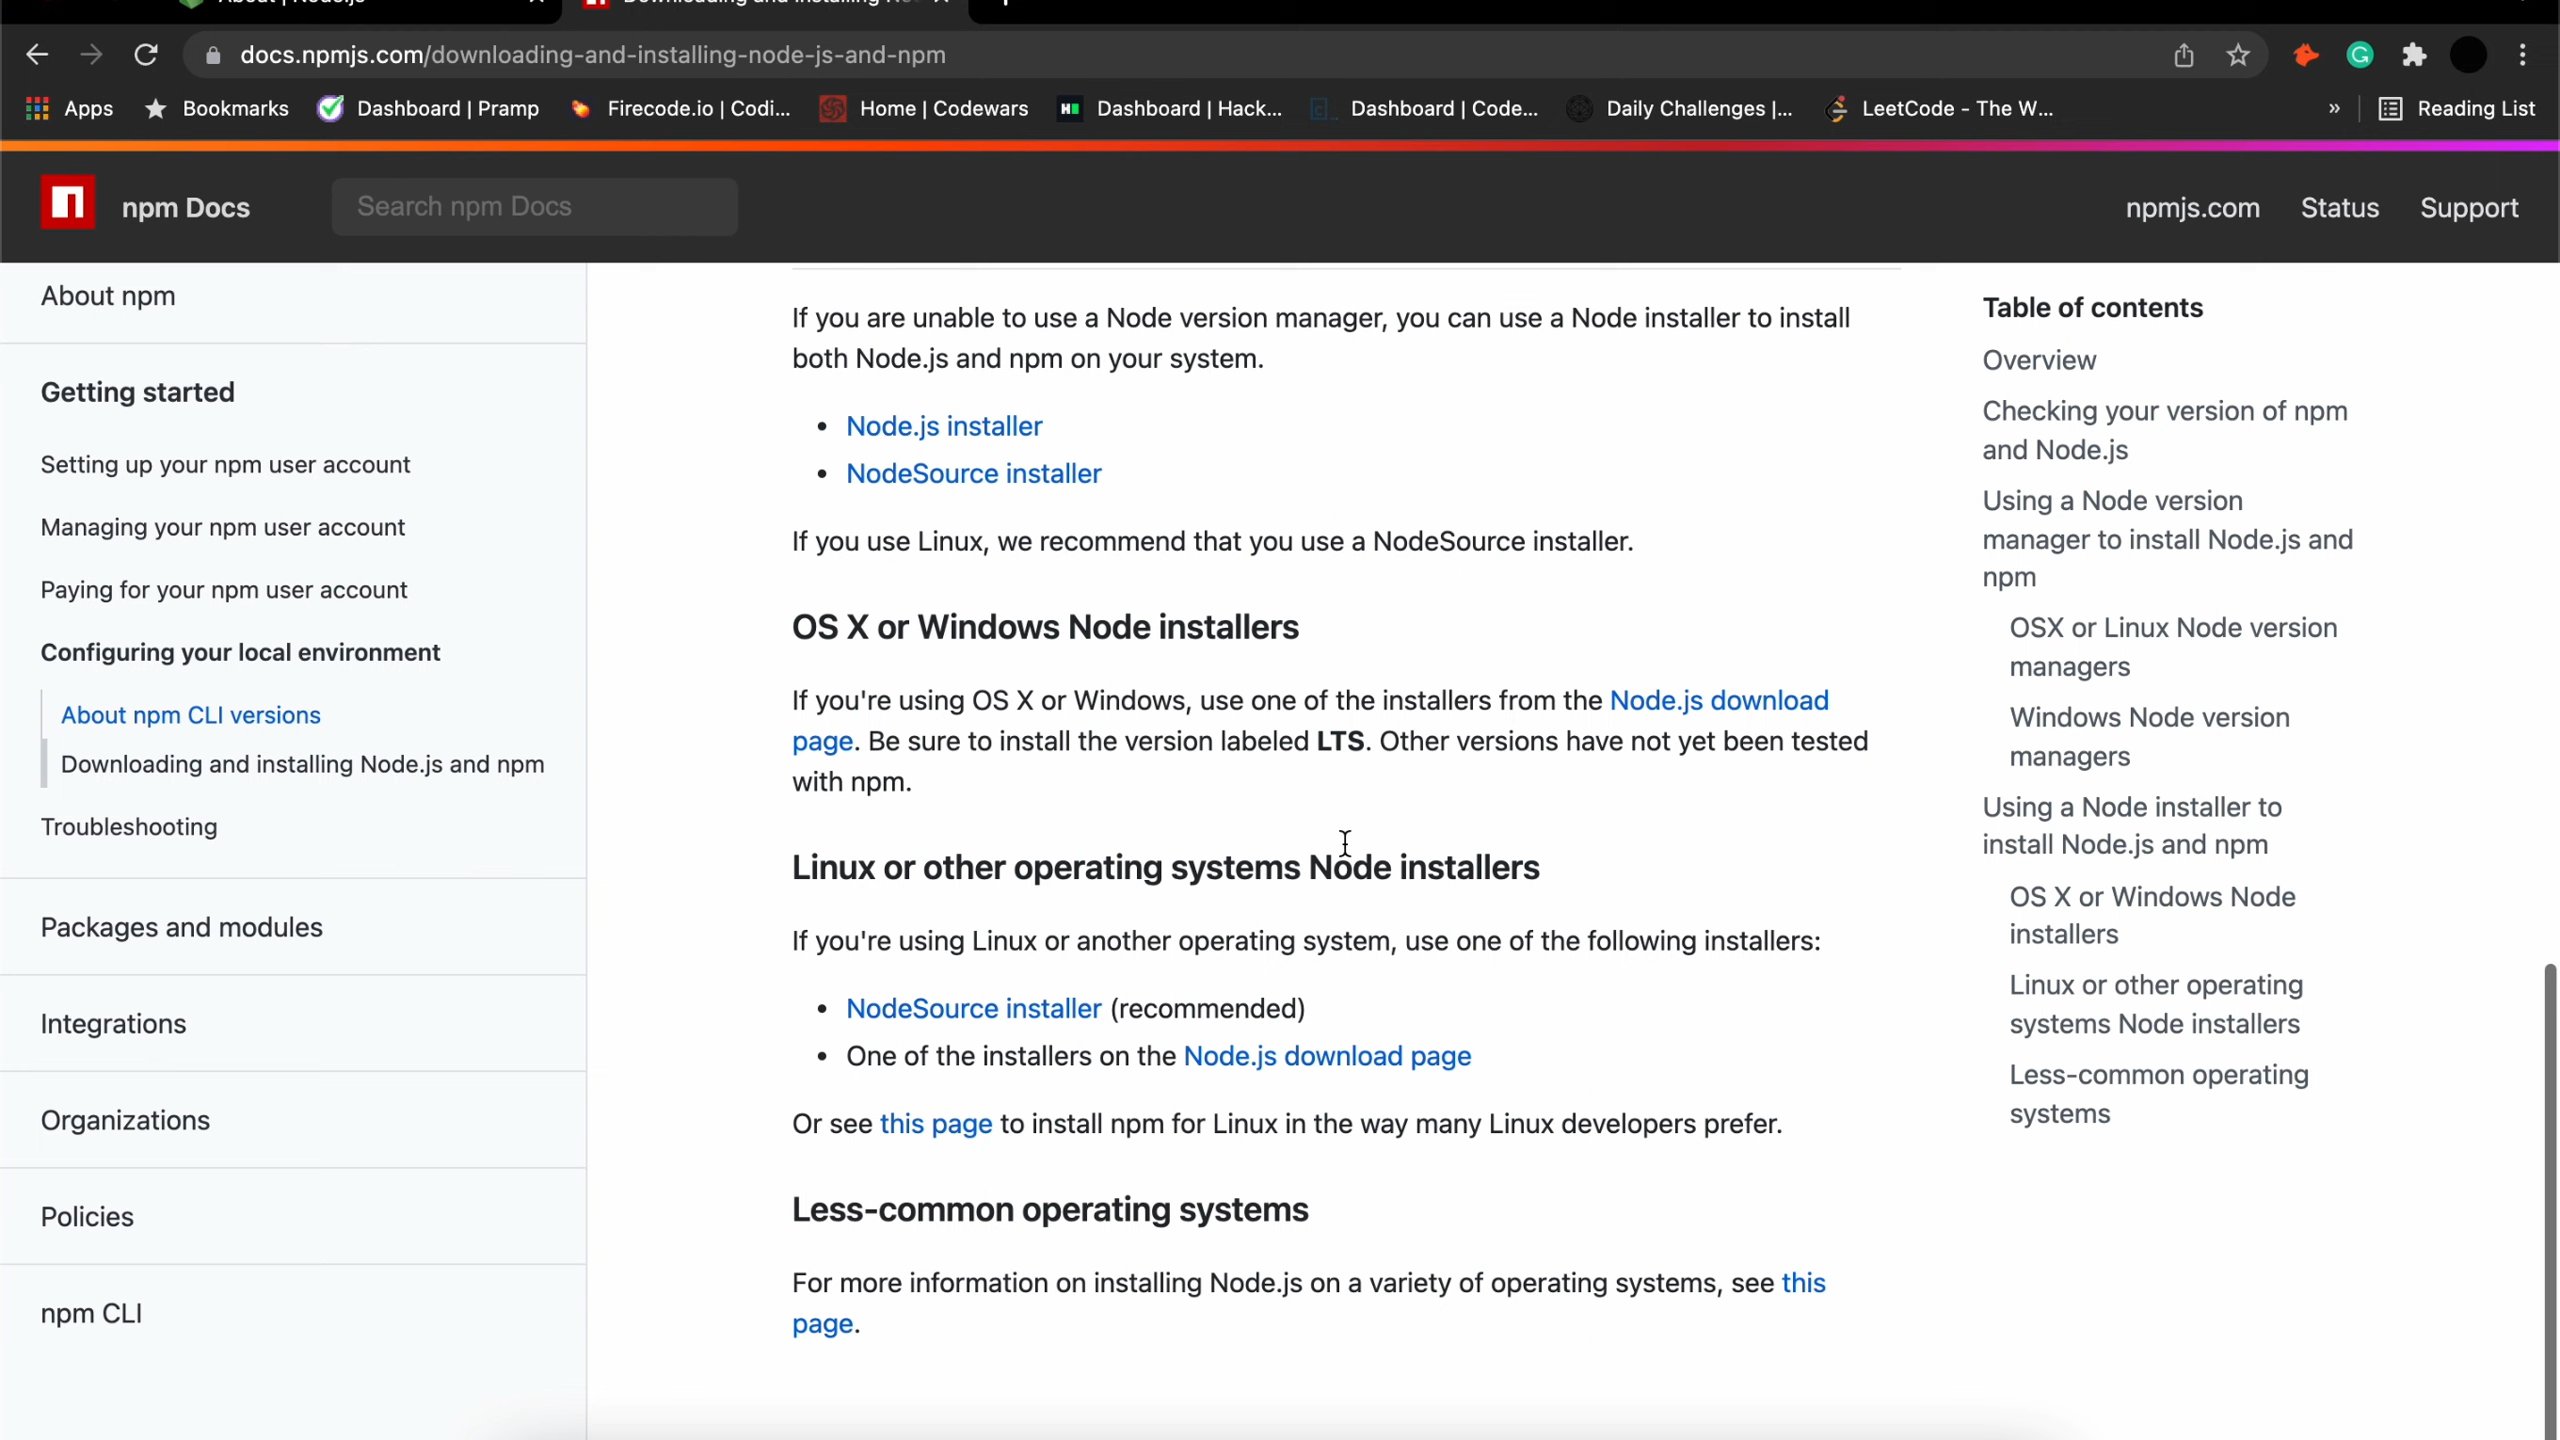 docs.npmjs.com/downloading-and-installing-node-js-and-npm
Apps
Bookmarks
Dashboard | Pramp
Firecode.io | Codi...
Home | Codewars
Dashboard | Hack...
Dashboard | Code...
Daily Challenges |...
LeetCode - The W...
»
Reading List
npm Docs
Search npm Docs
npmjs.com
Status
Support
About npm
Getting started
Setting up your npm user account
Managing your npm user account
Paying for your npm user account
Configuring your local environment
About npm CLI versions
Downloading and installing Node.js and npm
Troubleshooting
Packages and modules
Integrations
Organizations
Policies
npm CLI
If you are unable to use a Node version manager, you can use a Node installer to install
both Node.js and npm on your system.
• Node.js installer
• NodeSource installer
If you use Linux, we recommend that you use a NodeSource installer.
OS X or Windows Node installers
If you're using OS X or Windows, use one of the installers from the Node.js download
page. Be sure to install the version labeled LTS. Other versions have not yet been tested
with npm.
Linux or other operating systems Node installers
If you're using Linux or another operating system, use one of the following installers:
• NodeSource installer (recommended)
• One of the installers on the Node.js download page
Or see this page to install npm for Linux in the way many Linux developers prefer.
Less-common operating systems
For more information on installing Node.js on a variety of operating systems, see this
page.
Table of contents
Overview
Checking your version of npm
and Node.js
Using a Node version
manager to install Node.js and
npm
OSX or Linux Node version
managers
Windows Node version
managers
Using a Node installer to
install Node.js and npm
OS X or Windows Node
installers
Linux or other operating
systems Node installers
Less-common operating
systems